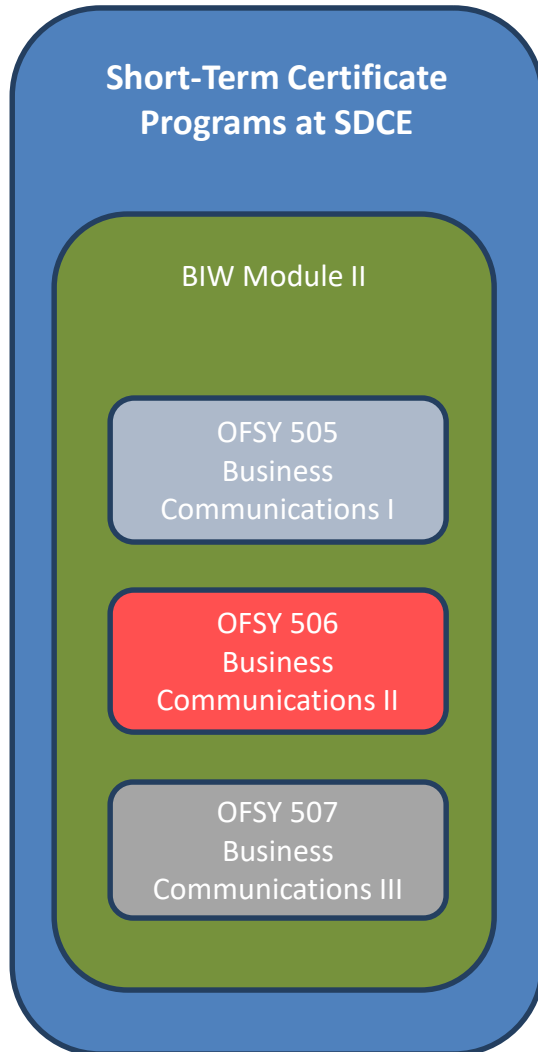 Short-Term Certificate
Programs at SDCE
BIW Module II
OFSY 505
Business
Communications I
OFSY 506
Business
Communications II
OFSY 507
Business
Communications III